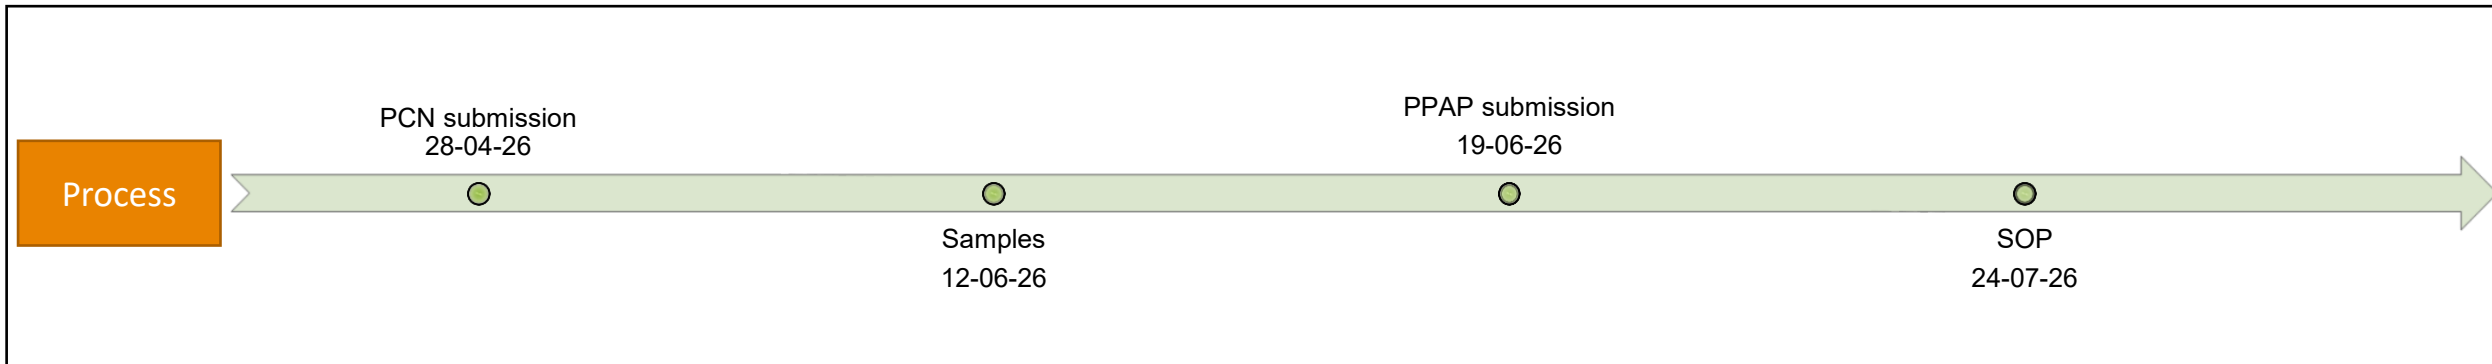 Process
PCN submission
28-04-26
Samples
12-06-26
PPAP submission
19-06-26
SOP
24-07-26